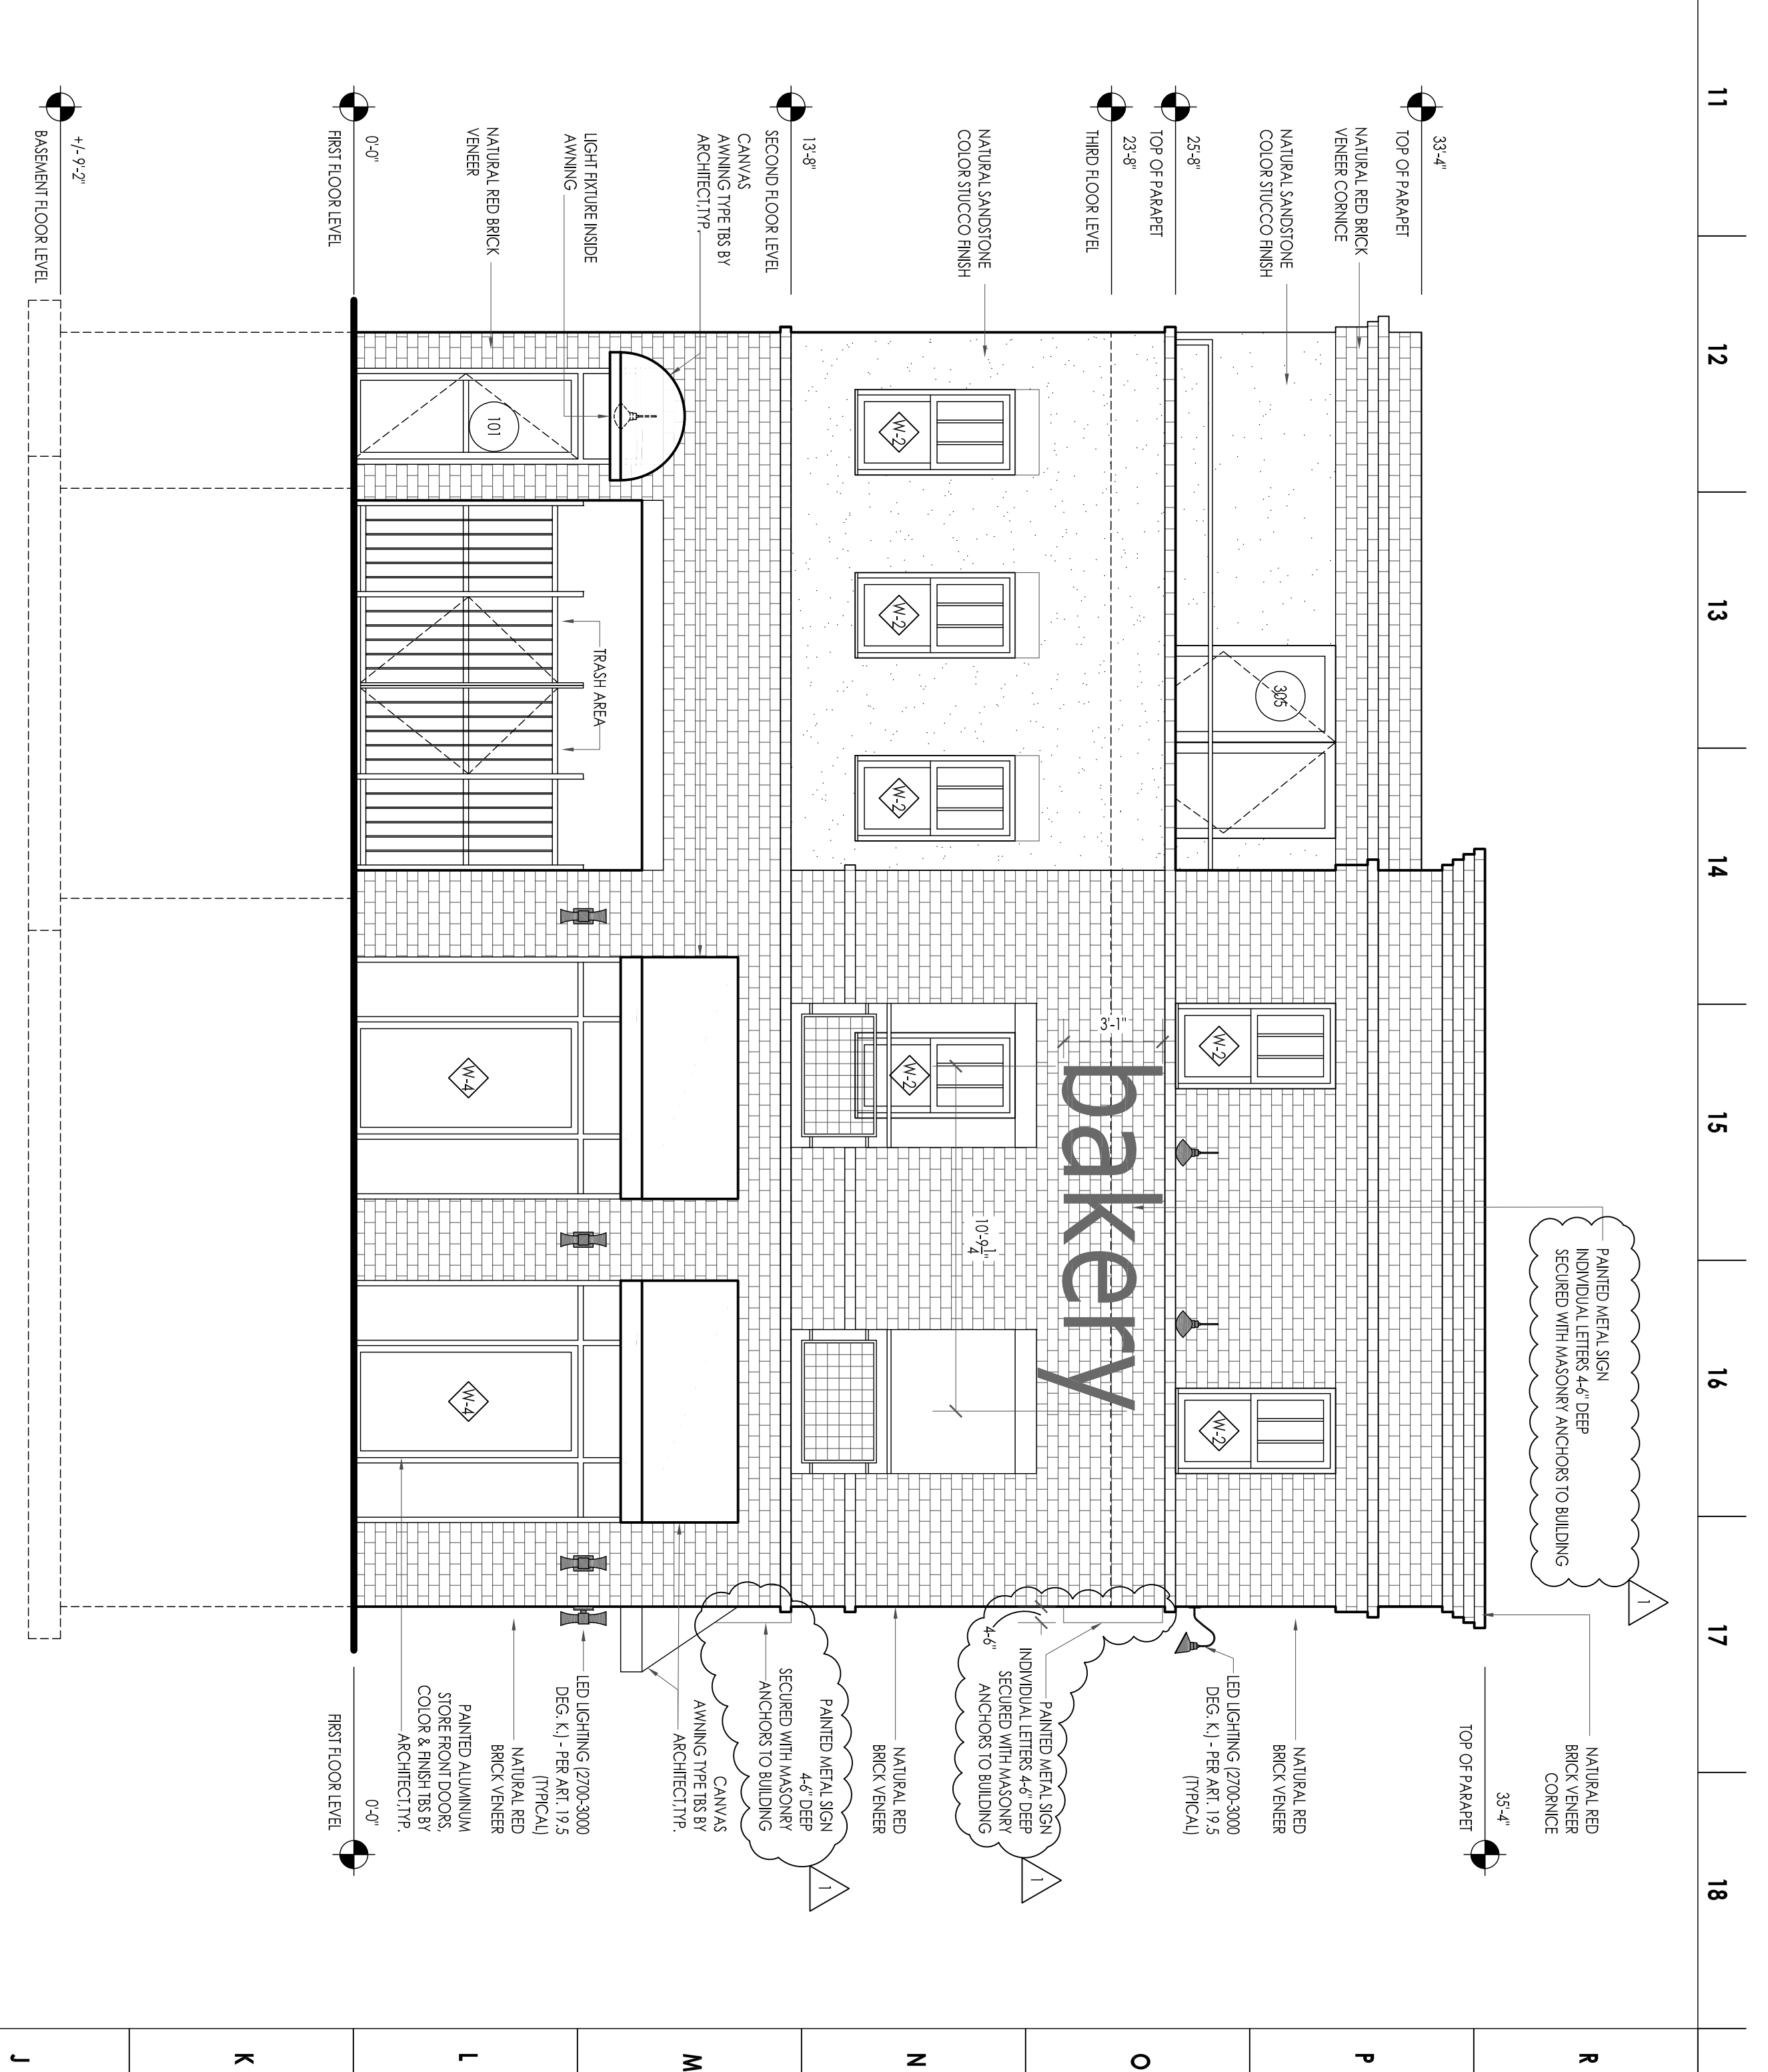 11
12
13
14
15
16
17
18
R
P
O
N
M
L
K
J
PAINTED METAL SIGN
INDIVIDUAL LETTERS 4-6" DEEP
SECURED WITH MASONRY ANCHORS TO BUILDING
1
33'-4"
TOP OF PARAPET
NATURAL RED BRICK
VENEER CORNICE
NATURAL SANDSTONE
COLOR STUCCO FINISH
25'-8"
TOP OF PARAPET
23'-8"
THIRD FLOOR LEVEL
NATURAL SANDSTONE
COLOR STUCCO FINISH
13'-8"
SECOND FLOOR LEVEL
CANVAS
AWNING TYPE TBS BY
ARCHITECT,TYP.
LIGHT FIXTURE INSIDE
AWNING
NATURAL RED BRICK
VENEER
0'-0"
FIRST FLOOR LEVEL
+/- 9'-2"
BASEMENT FLOOR LEVEL
305
W-2
W-2
3'-1"
bakery
10'-9 1/4"
W-2
W-2
W-2
W-2
TRASH AREA
101
W-4
W-4
NATURAL RED
BRICK VENEER
CORNICE
35'-4"
TOP OF PARAPET
NATURAL RED
BRICK VENEER
LED LIGHTING (2700-3000
DEG. K.) - PER ART. 19.5
(TYPICAL)
PAINTED METAL SIGN
INDIVIDUAL LETTERS 4-6" DEEP
SECURED WITH MASONRY
ANCHORS TO BUILDING
4-6"
1
NATURAL RED
BRICK VENEER
PAINTED METAL SIGN
4-6" DEEP
SECURED WITH MASONRY
ANCHORS TO BUILDING
1
CANVAS
AWNING TYPE TBS BY
ARCHITECT,TYP.
LED LIGHTING (2700-3000
DEG. K.) - PER ART. 19.5
(TYPICAL)
NATURAL RED
BRICK VENEER
PAINTED ALUMINUM
STORE FRONT DOORS,
COLOR & FINISH TBS BY
ARCHITECT,TYP.
0'-0"
FIRST FLOOR LEVEL